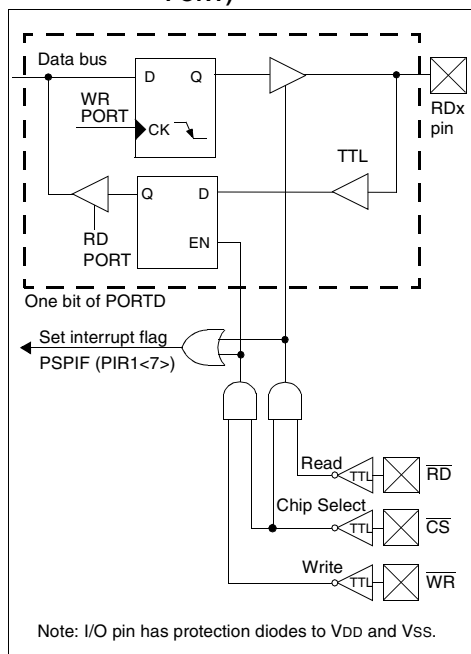 PORT)
Data bus
D Q
WR
PORT
CK
RDx
pin
TTL
Q D
EN
RD
PORT
One bit of PORTD
Set interrupt flag
PSPIF (PIR1<7>)
Read
TTL
RD
Chip Select
TTL
CS
Write
TTL
WR
Note: I/O pin has protection diodes to VDD and VSS.